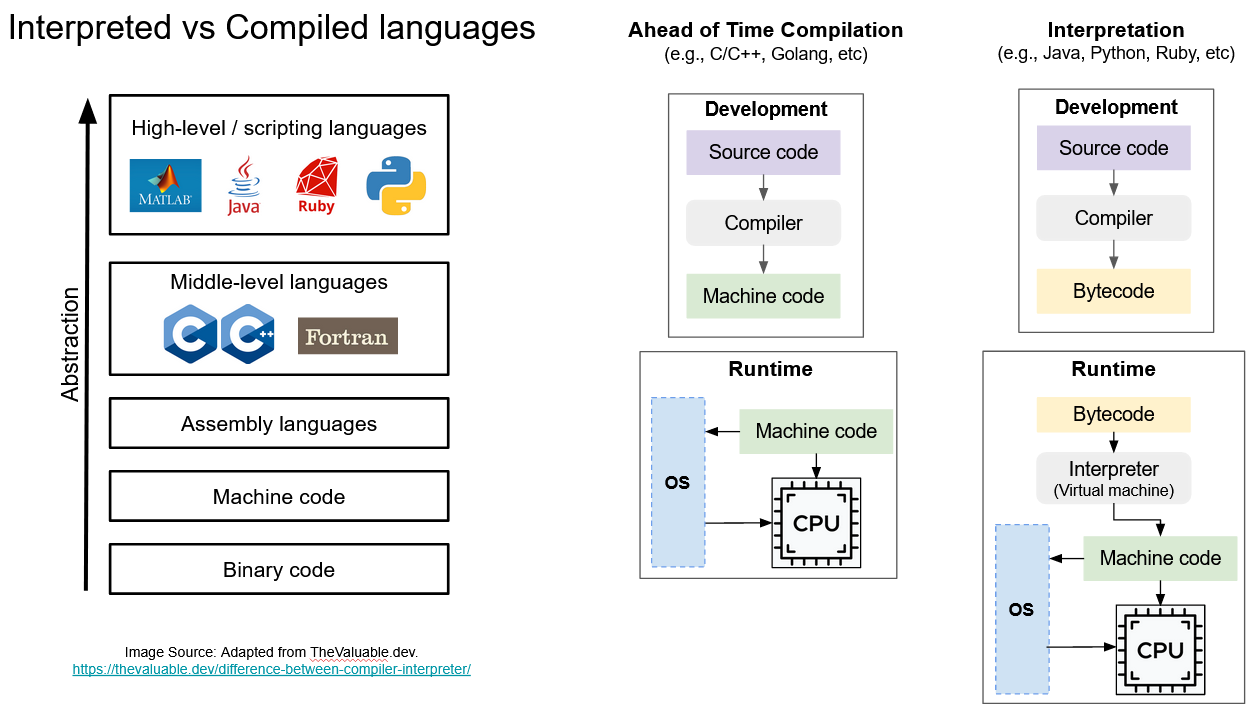 Interpreted vs Compiled languages
Abstraction
High-level / scripting languages
MATLAB®
Java
Ruby
Middle-level languages
C
C++
Fortran
Assembly languages
Machine code
Binary code
Image Source: Adapted from TheValuable.dev.
https://thevaluable.dev/difference-between-compiler-interpreter/
Ahead of Time Compilation
(e.g., C/C++, Golang, etc)
Development
Source code
Compiler
Machine code
Runtime
Machine code
OS
CPU
Interpretation
(e.g., Java, Python, Ruby, etc)
Development
Source code
Compiler
Bytecode
Runtime
Bytecode
Interpreter
(Virtual machine)
Machine code
OS
CPU